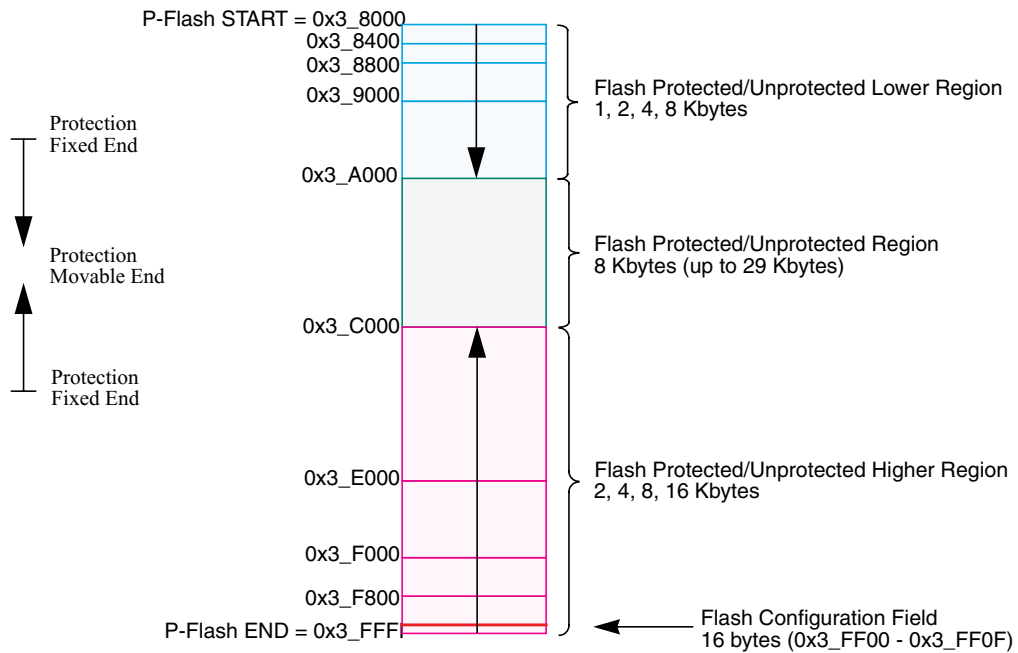 P-Flash START = 0x3_8000
0x3_8400
0x3_8800
0x3_9000
Flash Protected/Unprotected Lower Region
1, 2, 4, 8 Kbytes
Protection
Fixed End
0x3_A000
Protection
Movable End
Flash Protected/Unprotected Region
8 Kbytes (up to 29 Kbytes)
0x3_C000
Protection
Fixed End
0x3_E000
Flash Protected/Unprotected Higher Region
2, 4, 8, 16 Kbytes
0x3_F000
0x3_F800
P-Flash END = 0x3_FFFF
Flash Configuration Field
16 bytes (0x3_FF00 - 0x3_FF0F)